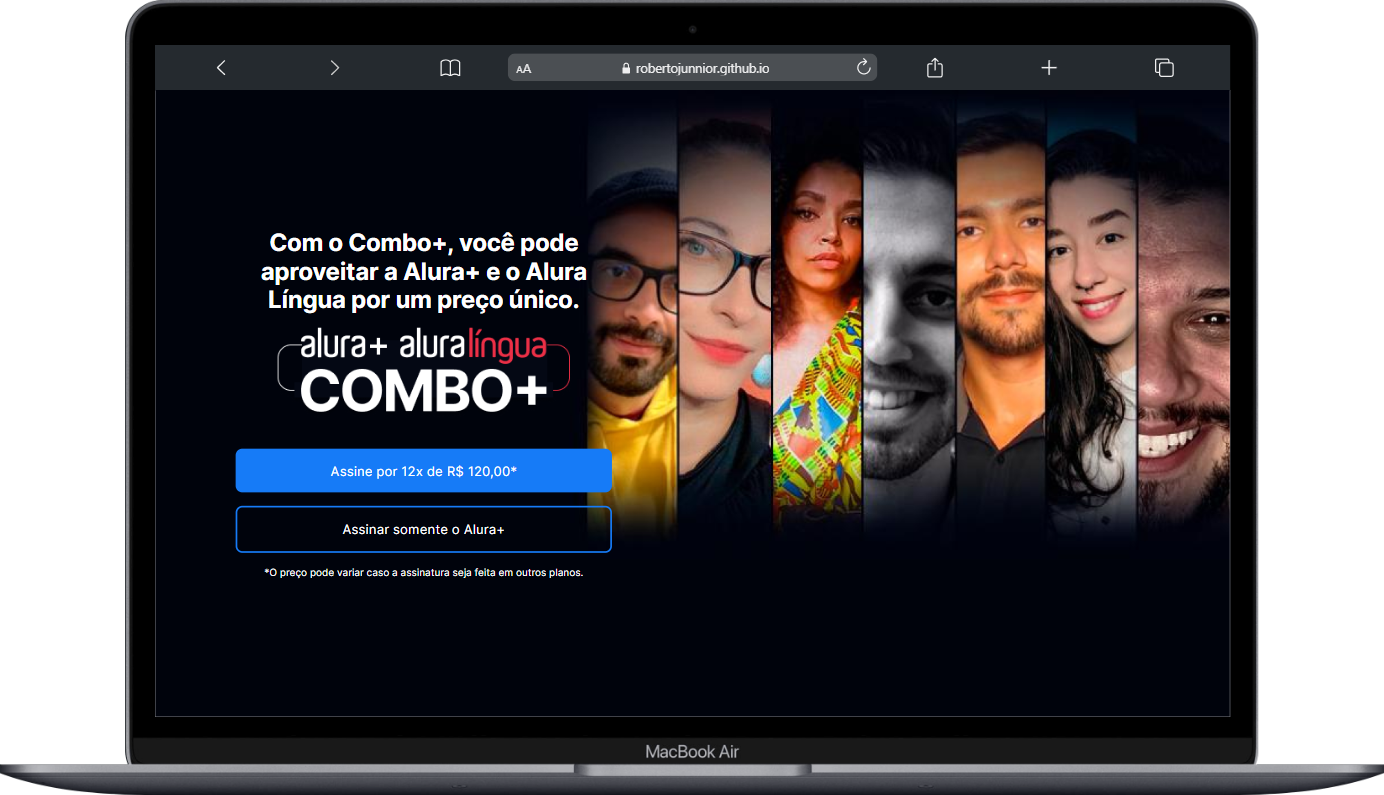 AA
robertojunnior.github.io
Com o Combo+, você pode
aproveitar a Alura+ e o Alura
Língua por um preço único.
alura+ aluralíngua
COMBO+
Assine por 12x de R$ 120,00*
Assinar somente o Alura+
*O preço pode variar caso a assinatura seja feita em outros planos.
MacBook Air